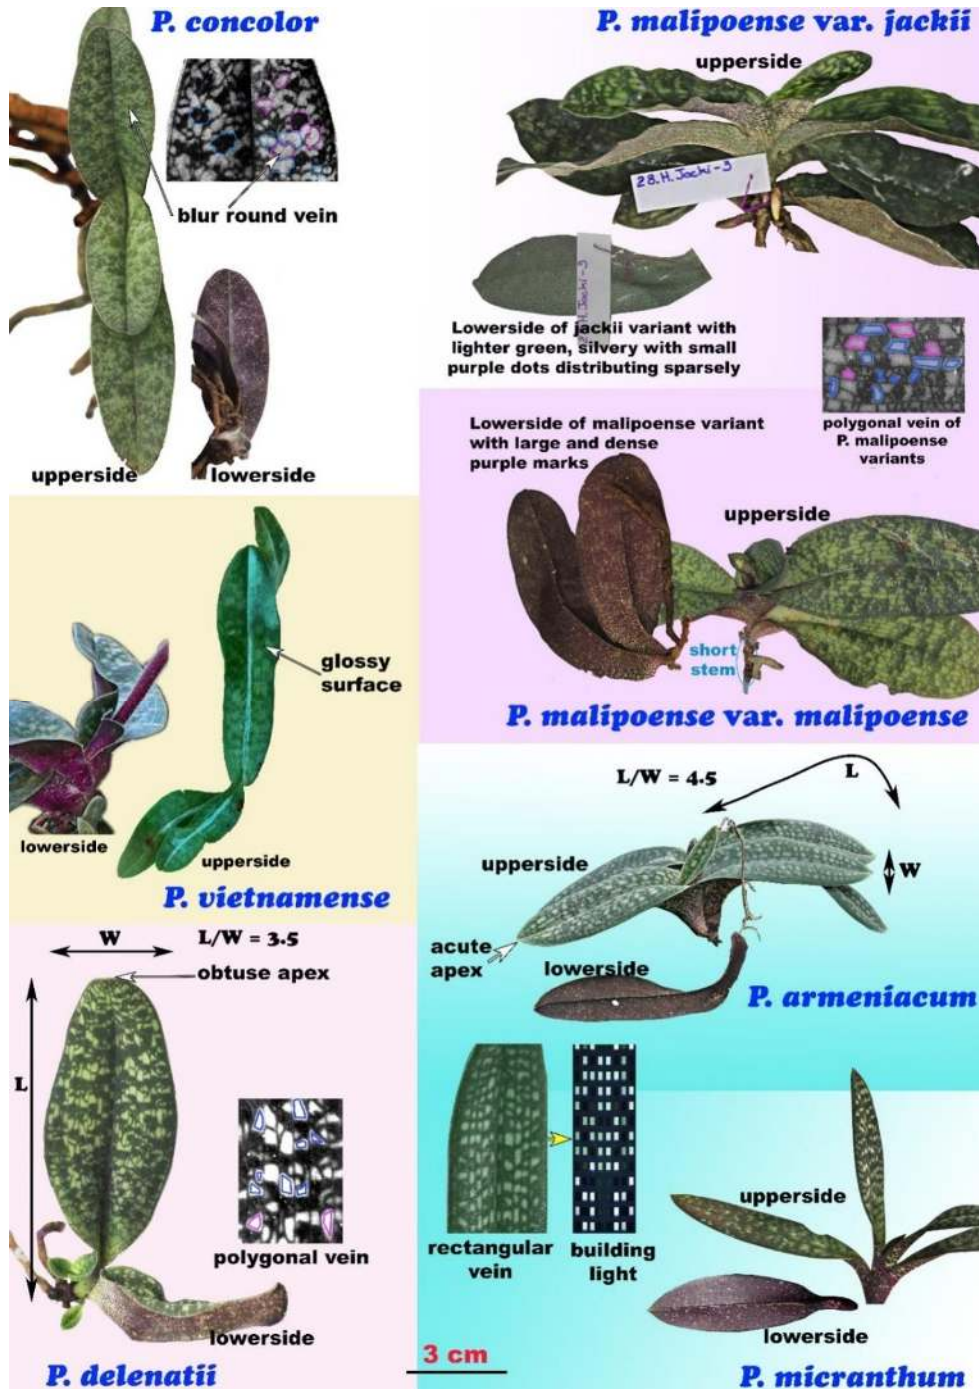 P. concolor
blur round vein
upperside
lowerside
P. malipoense var. jackii
upperside
28.H.Jacki-3
H.Jacki-3
Lowerside of jackii variant with
lighter green, silvery with small
purple dots distributing sparsely
polygonal vein of
P. malipoense
variants
Lowerside of malipoense variant
with large and dense
purple marks
upperside
short
stem
P. malipoense var. malipoense
glossy
surface
lowerside
upperside
P. vietnamense
L/W = 4.5
L
W
upperside
acute
apex
lowerside
P. armeniacum
W
L/W = 3.5
obtuse apex
L
polygonal vein
lowerside
P. delenatii
rectangular
vein
building
light
upperside
lowerside
P. micranthum
3 cm